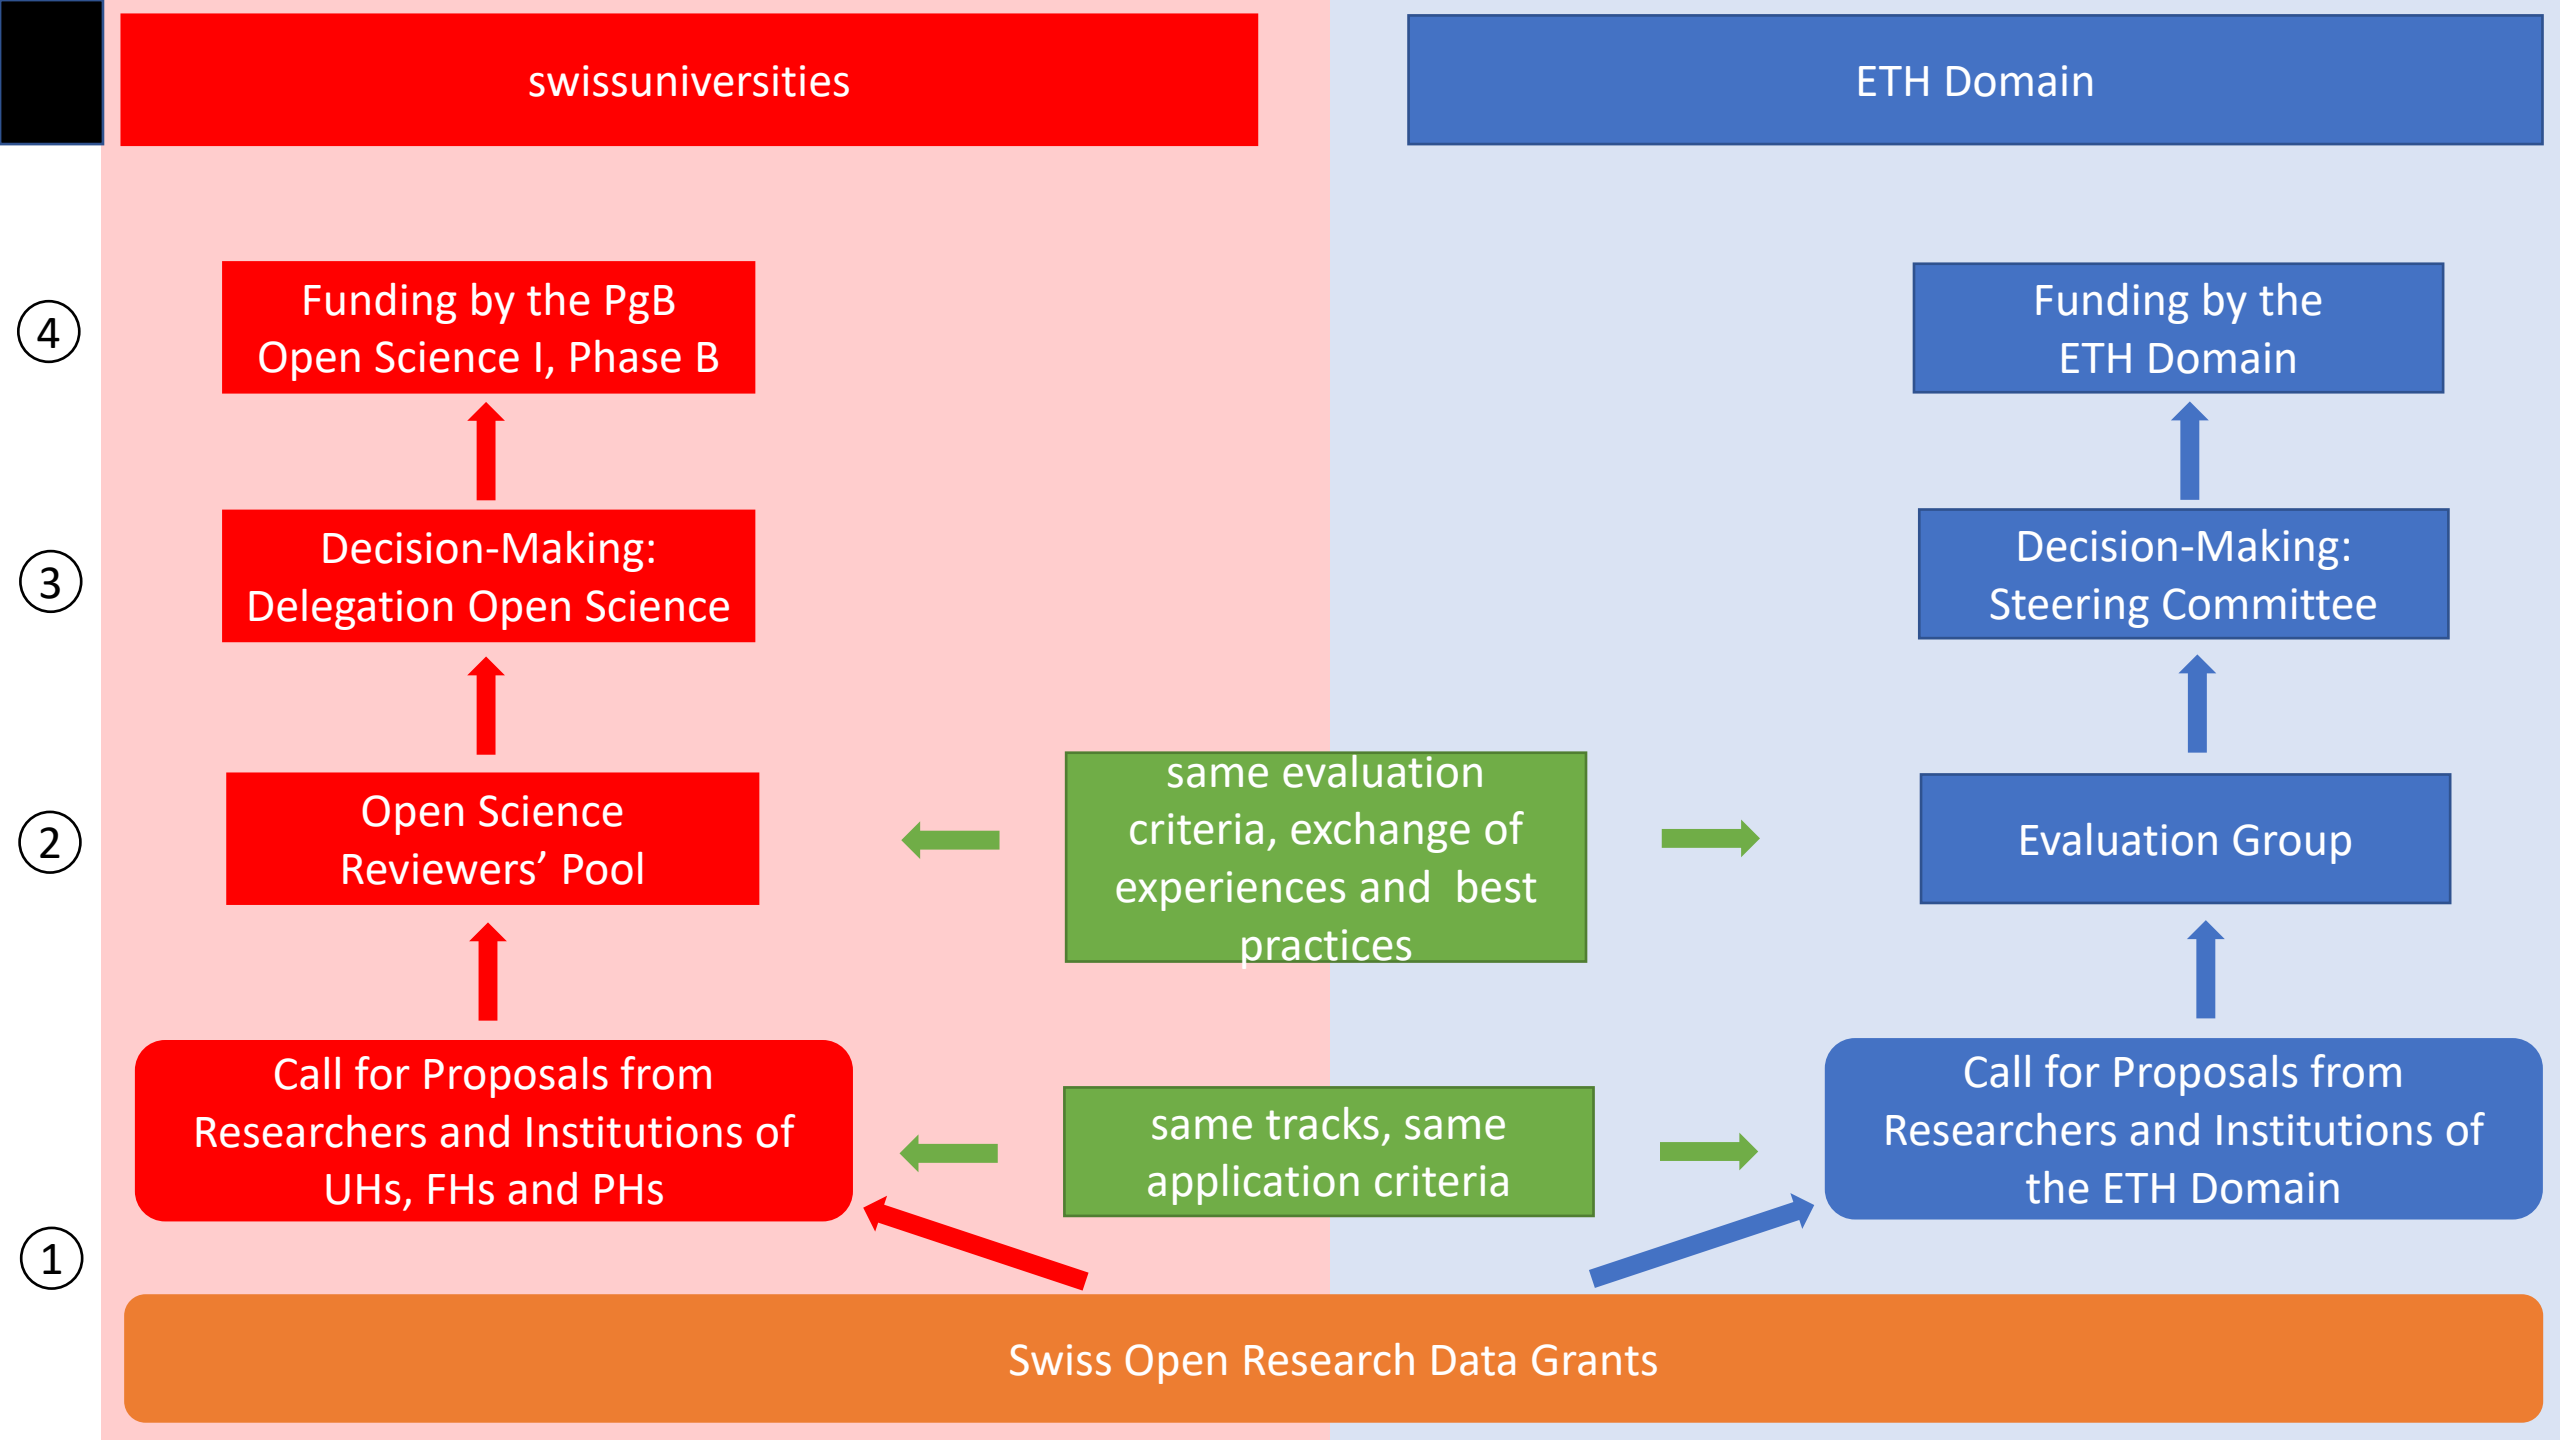 swissuniversities
ETH Domain
4
Funding by the PgB
Open Science I, Phase B
Funding by the
ETH Domain
3
Decision-Making:
Delegation Open Science
Decision-Making:
Steering Committee
2
Open Science
Reviewers’ Pool
same evaluation
criteria, exchange of
experiences and  best
practices
Evaluation Group
Call for Proposals from
Researchers and Institutions of
UHs, FHs and PHs
same tracks, same
application criteria
Call for Proposals from
Researchers and Institutions of
the ETH Domain
1
Swiss Open Research Data Grants